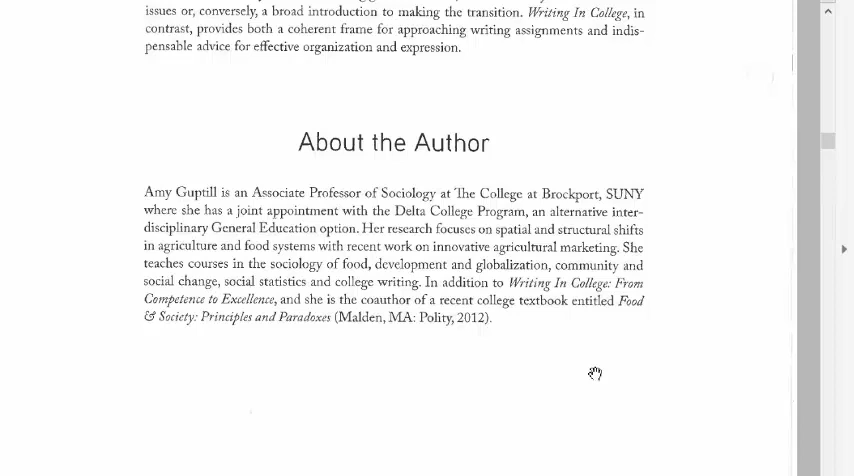 issues or, conversely, a broad introduction to making the transition. Writing In College, in
contrast, provides both a coherent frame for approaching writing assignments and indis-
pensable advice for effective organization and expression.
About the Author
Amy Guptill is an Associate Professor of Sociology at The College at Brockport, SUNY
where she has a joint appointment with the Delta College Program, an alternative inter-
disciplinary General Education option. Her research focuses on spatial and structural shifts
in agriculture and food systems with recent work on innovative agricultural marketing. She
teaches courses in the sociology of food, development and globalization, community and
social change, social statistics and college writing. In addition to Writing In College: From
Competence to Excellence, and she is the coauthor of a recent college textbook entitled Food
& Society: Principles and Paradoxes (Malden, MA: Polity, 2012).